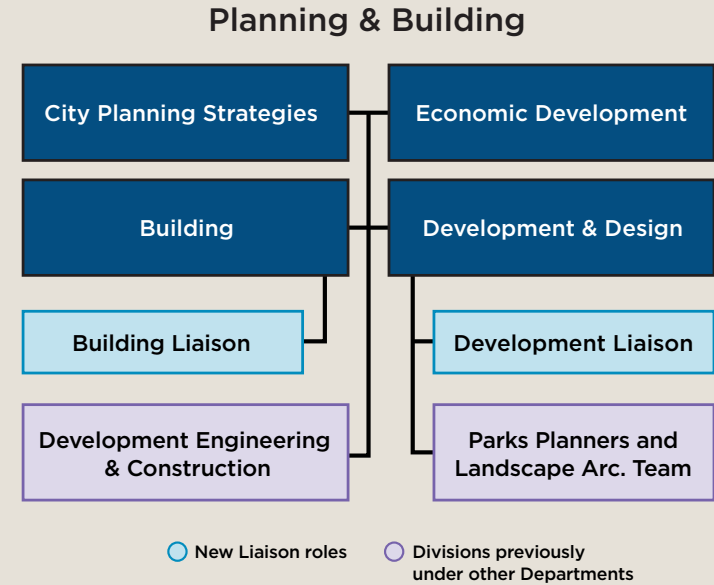 Planning & Building
City Planning Strategies
Economic Development
Building
Development & Design
Building Liaison
Development Liaison
Development Engineering
& Construction
Parks Planners and
Landscape Arc. Team
New Liaison roles
Divisions previously
under other Departments